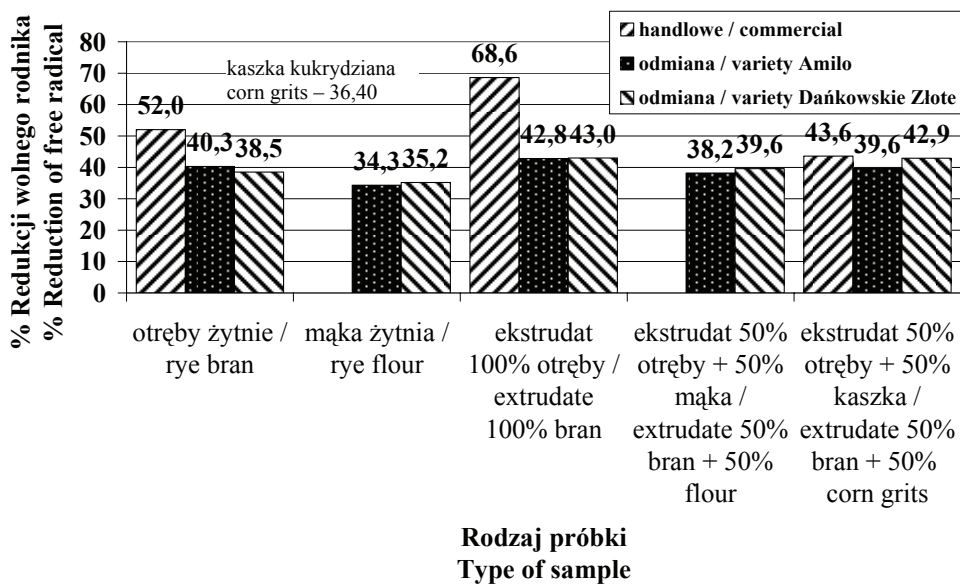 % Redukcji wolnego rodnika
% Reduction of free radical
80
70
60
50
40
30
20
10
0
handlowe / commercial
odmiana / variety Amilo
odmiana / variety Dańkowskie Złote
kaszka kukrydziana
corn grits – 36,40
52,0
40,3
38,5
34,3
35,2
68,6
42,8
43,0
38,2
39,6
43,6
39,6
42,9
otręby żytnie /
rye bran
mąka żytnia /
rye flour
ekstrudat
100% otręby /
extrudate
100% bran
ekstrudat 50%
otręby + 50%
mąka /
extrudate 50%
bran + 50%
flour
ekstrudat 50%
otręby + 50%
kaszka /
extrudate 50%
bran + 50%
corn grits
Rodzaj próbki
Type of sample